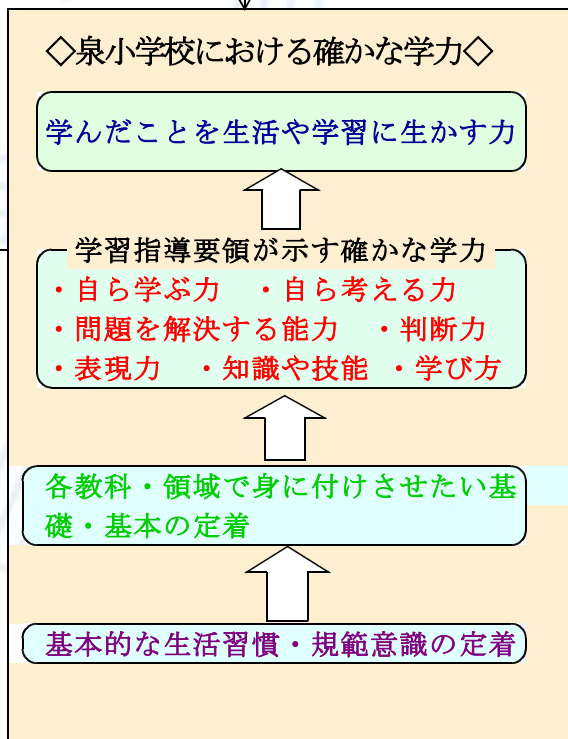 ◇泉小学校における確かな学力◇
学んだことを生活や学習に生かす力
学習指導要領が示す確かな学力
・自ら学ぶ力　・自ら考える力
・問題を解決する能力　・判断力
・表現力　・知識や技能　・学び方
各教科・領域で身に付けさせたい基
礎・基本の定着
基本的な生活習慣・規範意識の定着